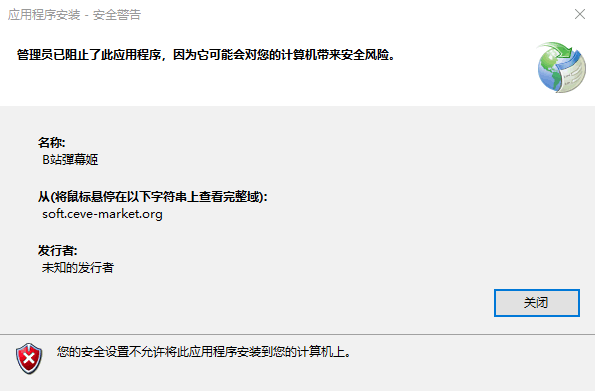 应用程序安装 - 安全警告
管理员已阻止了此应用程序，因为它可能会对您的计算机带来安全风险。
名称:
B站彈幕姬
从(将鼠标悬停在以下字符串上查看完整域):
soft.ceve-market.org
发行者:
未知的发行者
关闭
您的安全设置不允许将此应用程序安装到您的计算机上。